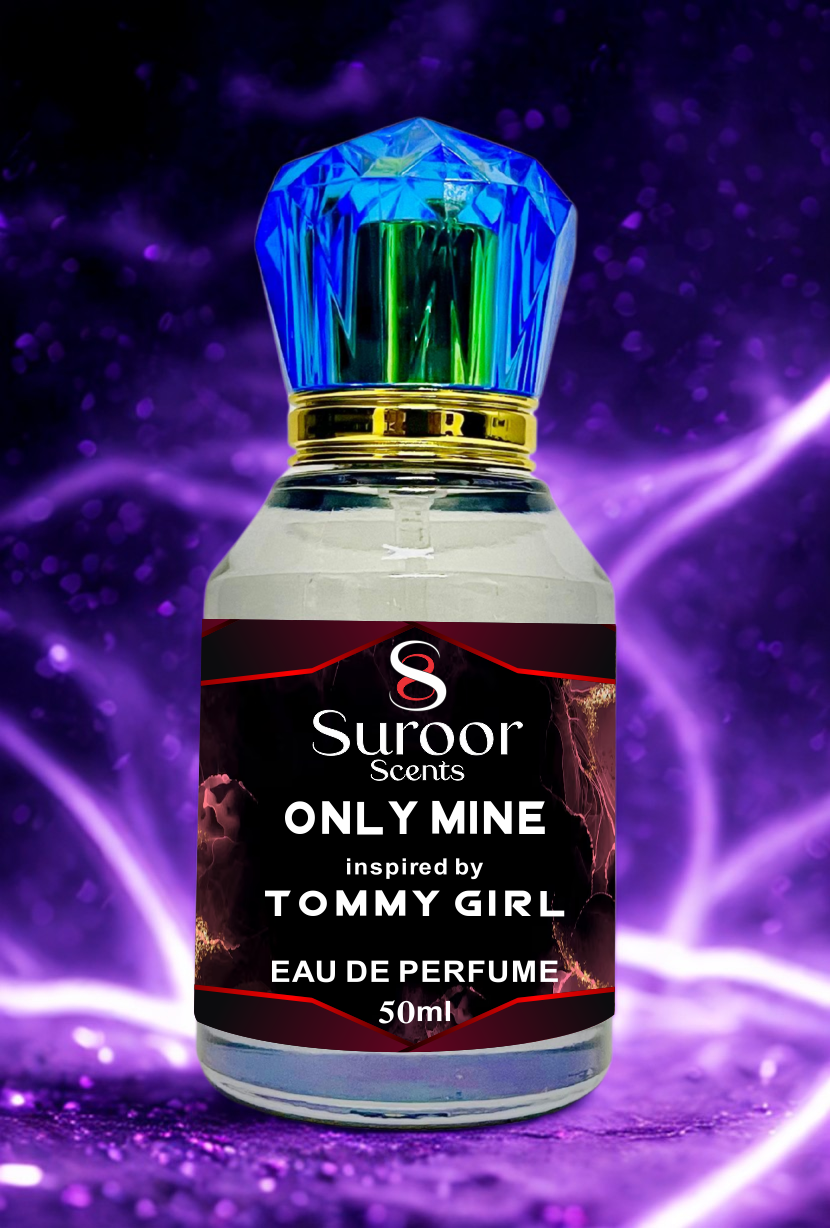 Suroor
Scents
ONLY MINE
inspired by
TOMMY GIRL
EAU DE PERFUME
50ml